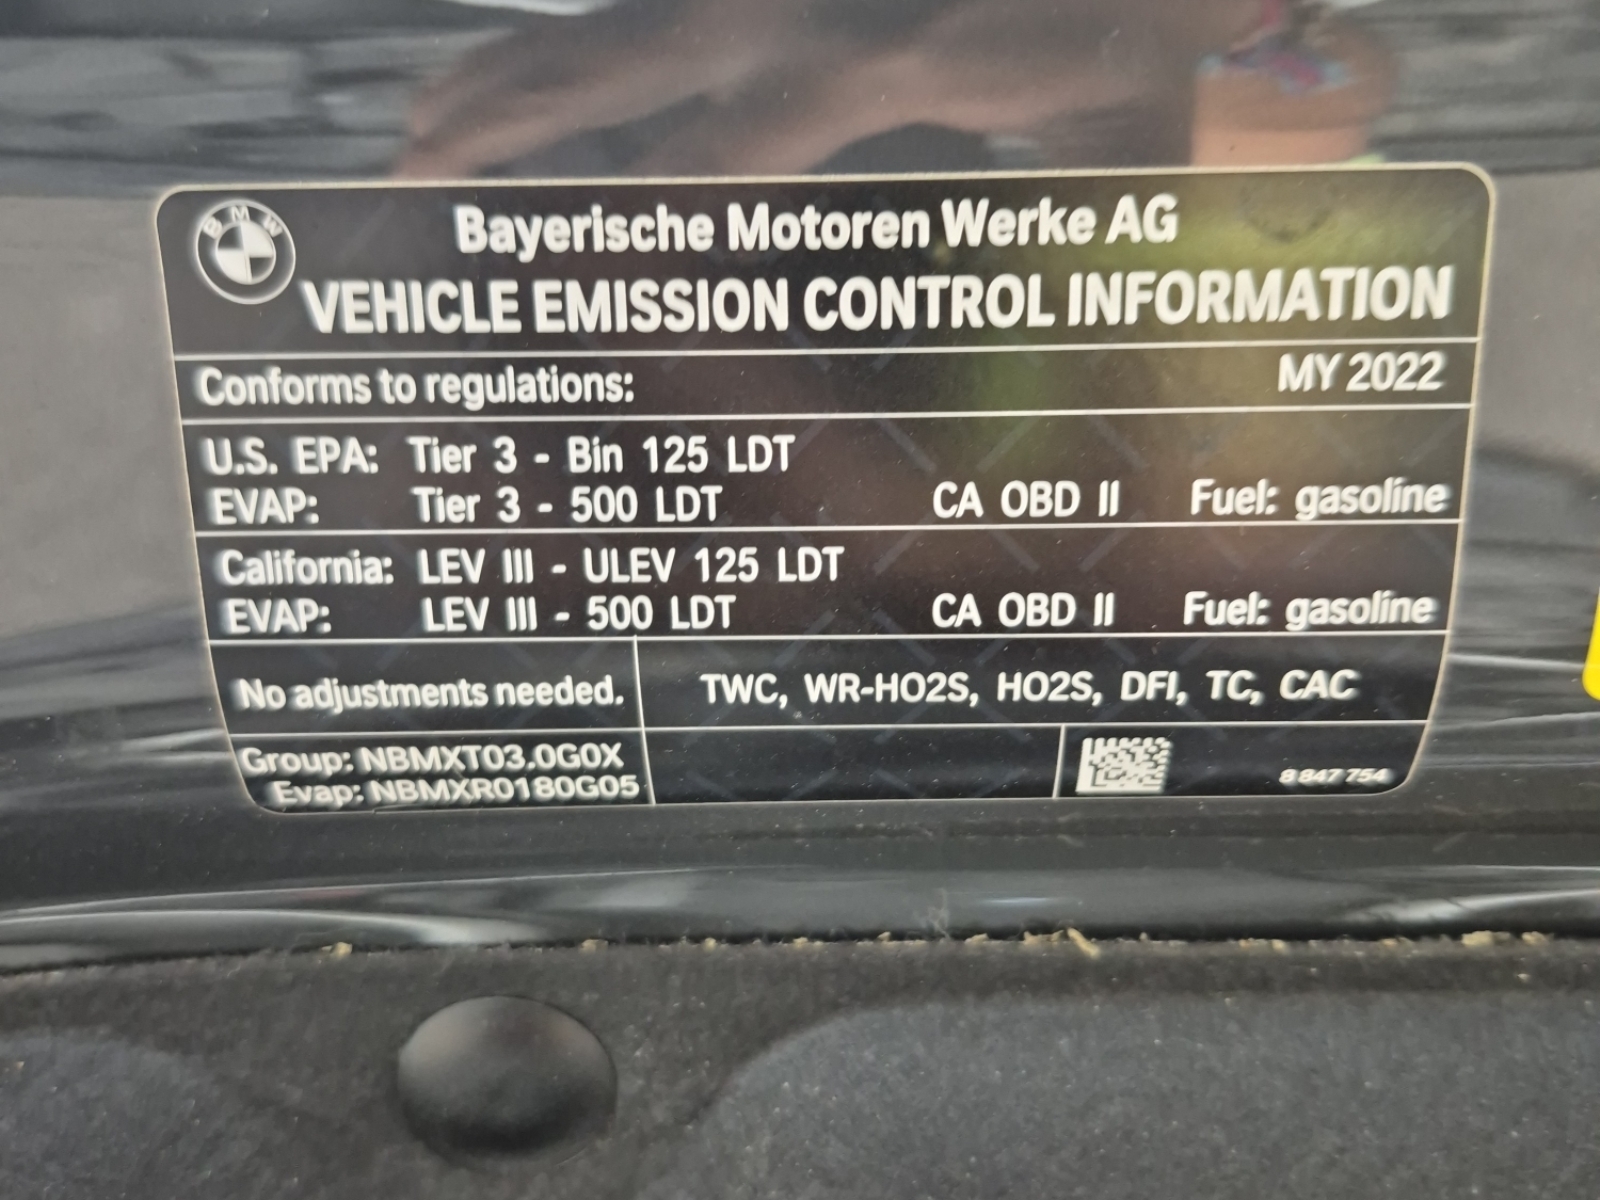 BMW
Bayerische Motoren Werke AG
VEHICLE EMISSION CONTROL INFORMATION
Conforms to regulations: MY 2022
U.S. EPA: Tier 3 - Bin 125 LDT
EVAP: Tier 3 - 500 LDT CA OBD II Fuel: gasoline
California: LEV III - ULEV 125 LDT
EVAP: LEV III - 500 LDT CA OBD II Fuel: gasoline
No adjustments needed. TWC, WR-HO2S, HO2S, DFI, TC, CAC
Group: NBMXT03.0G0X
Evap: NBMXR0180G05
8 847 754